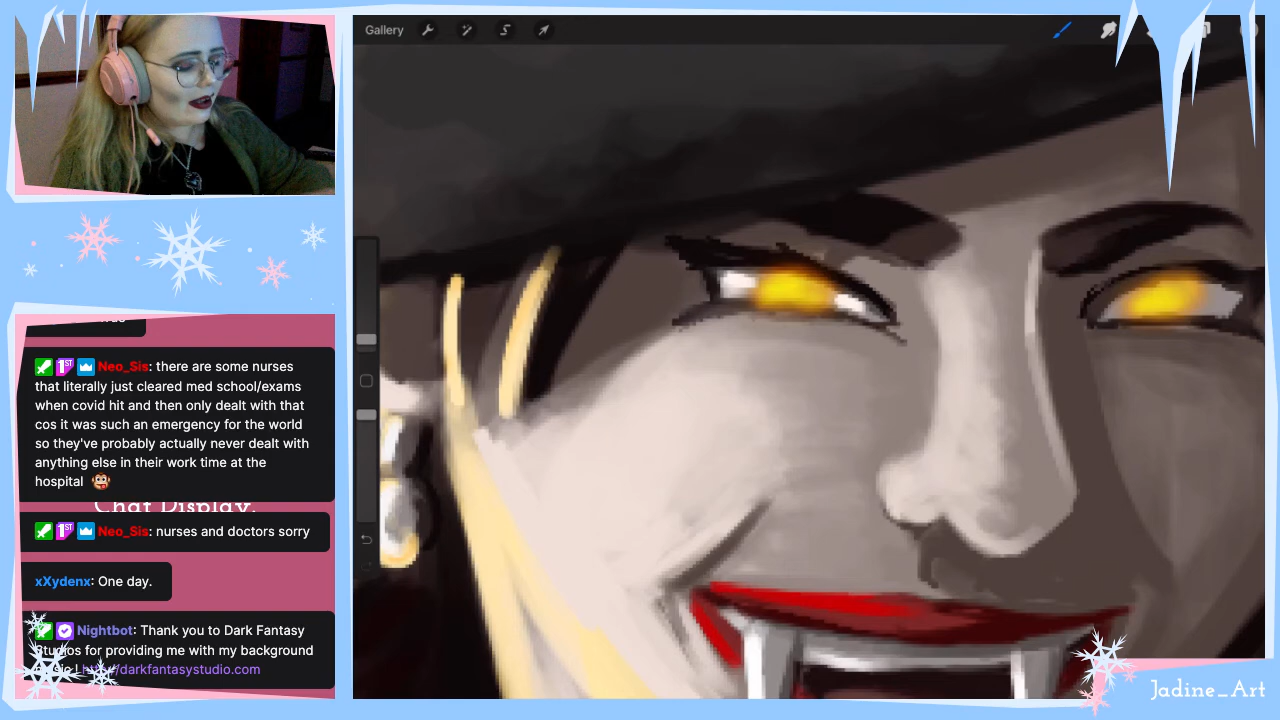 Gallery
Neo_Sis: there are some nurses
that literally just cleared med school/exams
when covid hit and then only dealt with that
cos it was such an emergency for the world
so they've probably actually never dealt with
anything else in their work time at the
hospital
Chat Display.
Neo_Sis: nurses and doctors sorry
xXydenx: One day.
Nightbot: Thank you to Dark Fantasy
Studios for providing me with my background
darkfantasystudio.com
Jadine_Art